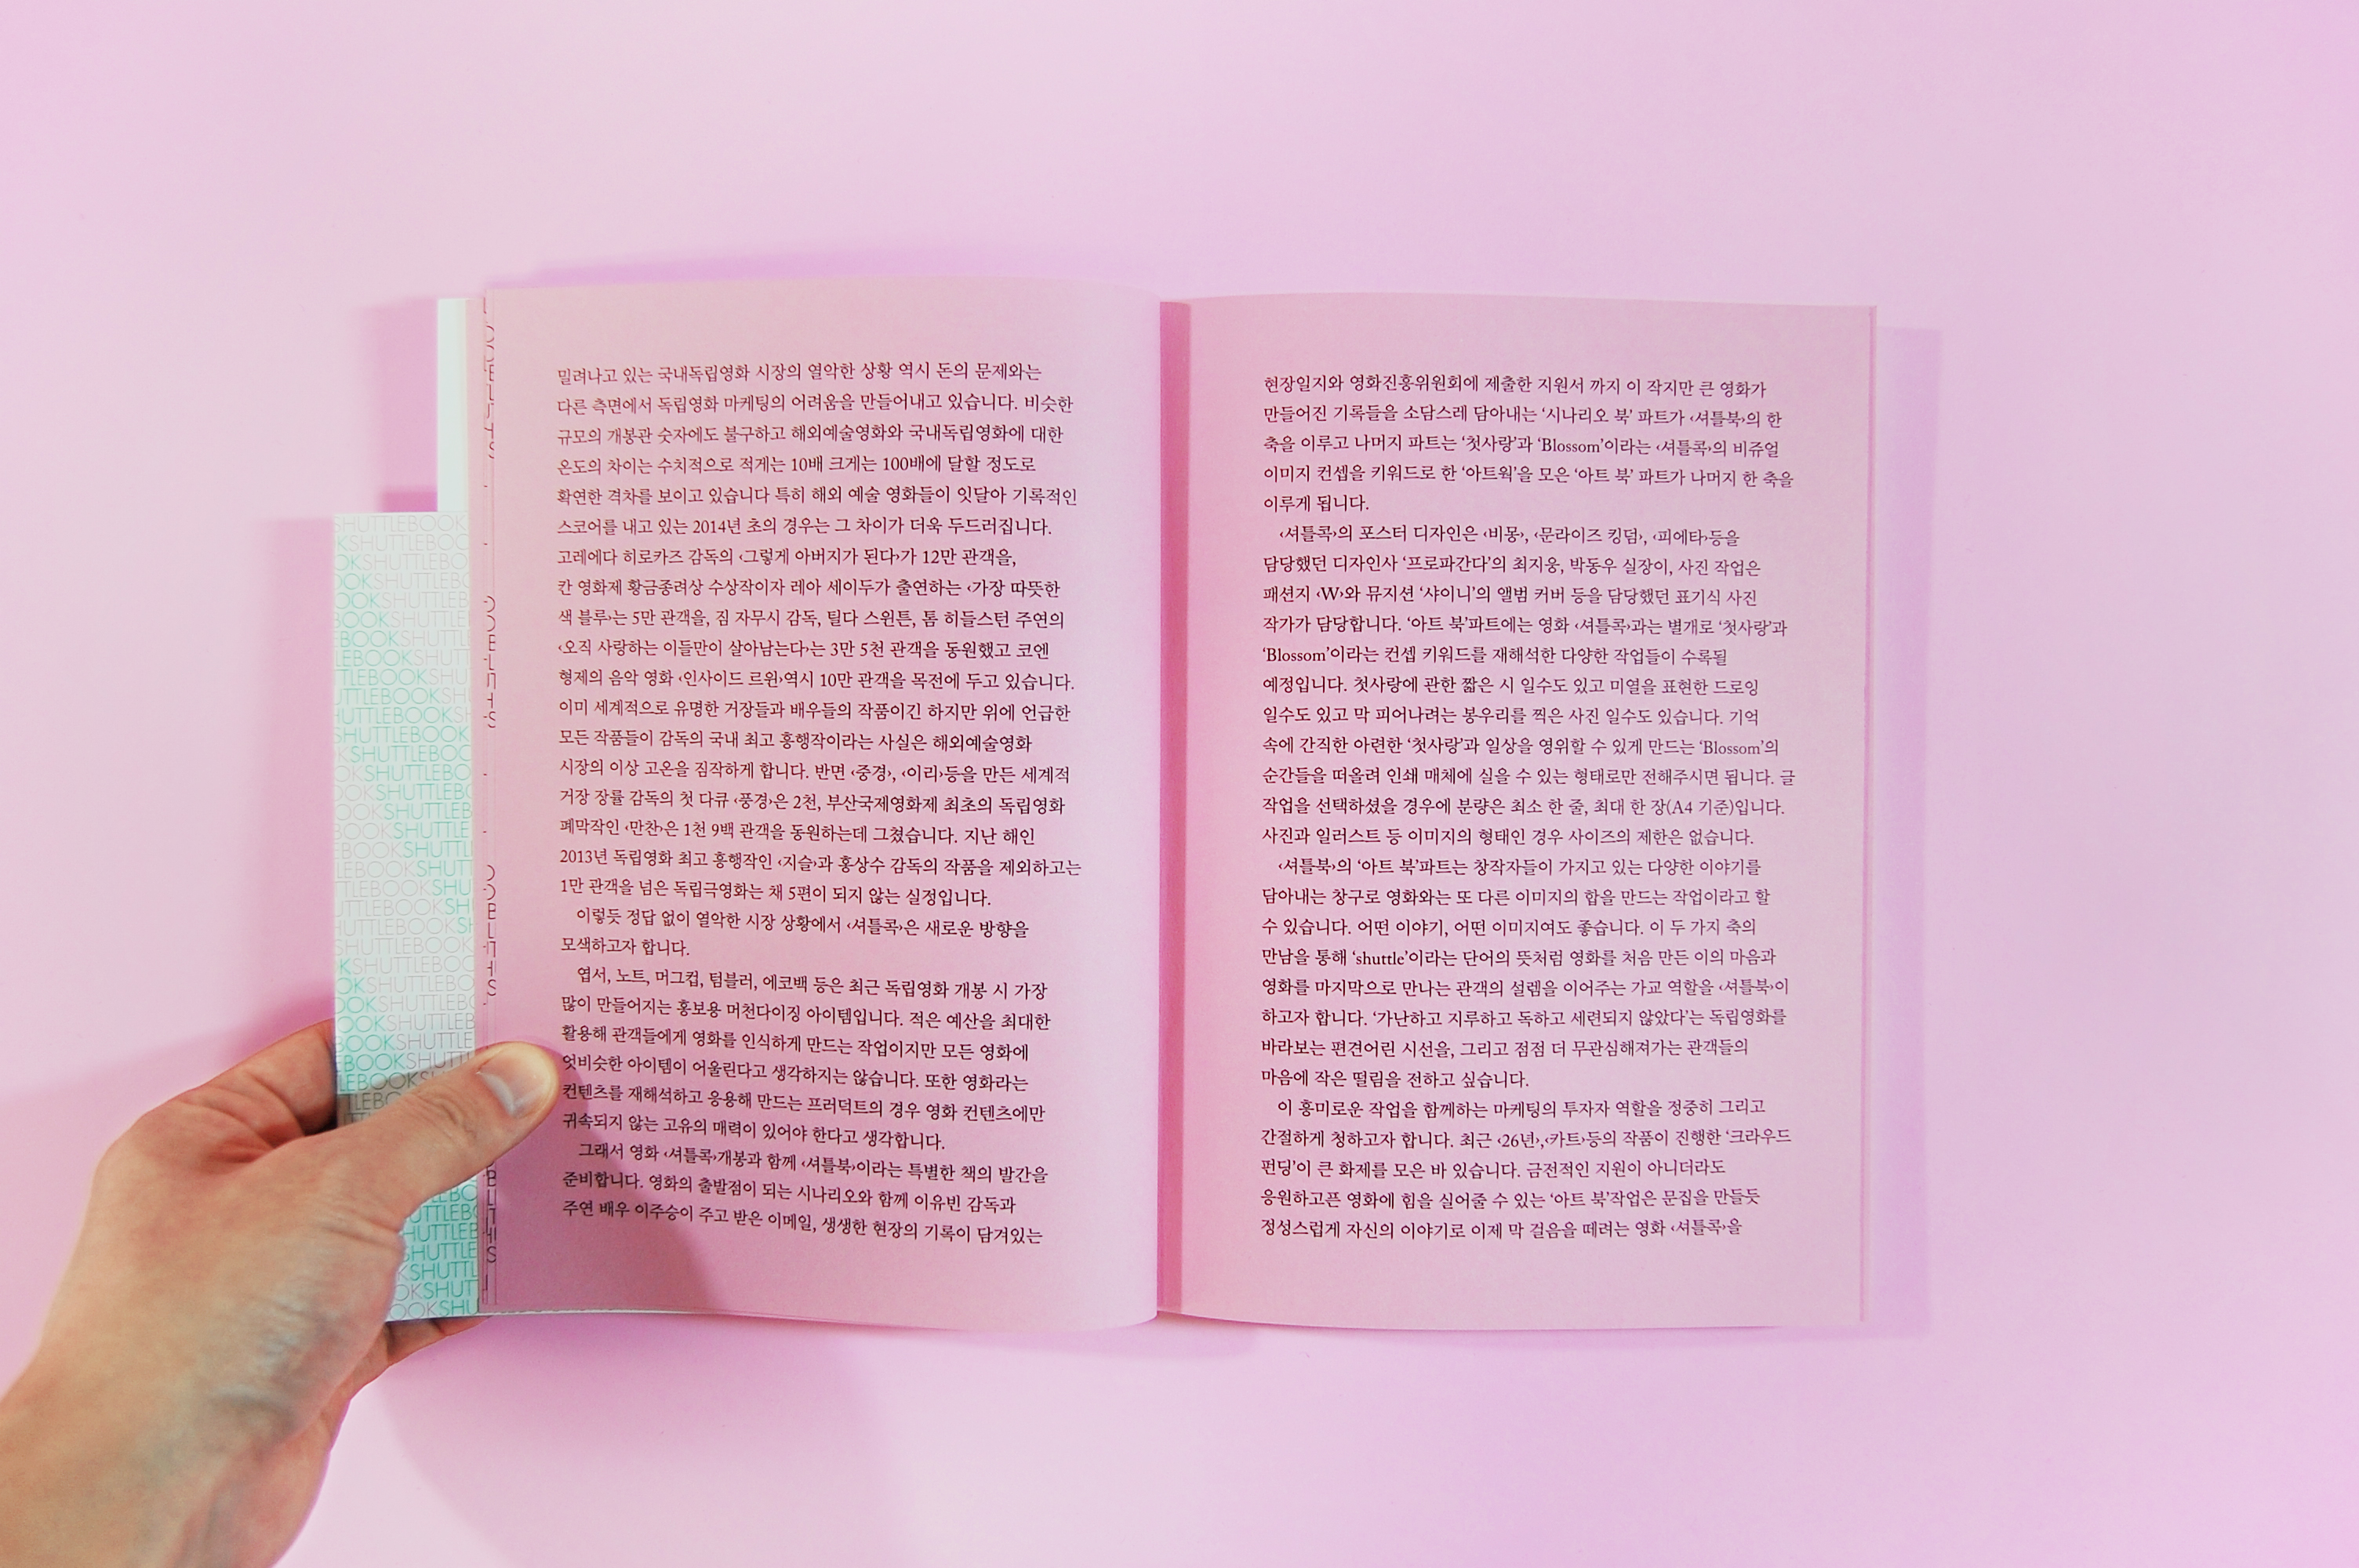 밀려나고 있는 국내독립영화 시장의 열악한 상황 역시 돈의 문제와는
다른 측면에서 독립영화 마케팅의 어려움을 만들어내고 있습니다. 비슷한
규모의 개봉관 숫자에도 불구하고 해외예술영화와 국내독립영화에 대한
온도의 차이는 수치적으로 적게는 10배 크게는 100배에 달할 정도로
확연한 격차를 보이고 있습니다 특히 해외 예술 영화들이 잇달아 기록적인
스코어를 내고 있는 2014년 초의 경우는 그 차이가 더욱 두드러집니다.
고레에다 히로카즈 감독의 ‹그렇게 아버지가 된다›가 12만 관객을,
칸 영화제 황금종려상 수상작이자 레아 세이두가 출연하는 ‹가장 따뜻한
색 블루›는 5만 관객을, 짐 자무시 감독, 틸다 스윈튼, 톰 히들스턴 주연의
‹오직 사랑하는 이들만이 살아남는다›는 3만 5천 관객을 동원했고 코엔
형제의 음악 영화 ‹인사이드 르윈›역시 10만 관객을 목전에 두고 있습니다.
이미 세계적으로 유명한 거장들과 배우들의 작품이긴 하지만 위에 언급한
모든 작품들이 감독의 국내 최고 흥행작이라는 사실은 해외예술영화
시장의 이상 고온을 짐작하게 합니다. 반면 ‹중경›, ‹이리›등을 만든 세계적
거장 장률 감독의 첫 다큐 ‹풍경›은 2천, 부산국제영화제 최초의 독립영화
폐막작인 ‹만찬›은 1천 9백 관객을 동원하는데 그쳤습니다. 지난 해인
2013년 독립영화 최고 흥행작인 ‹지슬›과 홍상수 감독의 작품을 제외하고는
1만 관객을 넘은 독립극영화는 채 5편이 되지 않는 실정입니다.
이렇듯 정답 없이 열악한 시장 상황에서 ‹셔틀콕›은 새로운 방향을
모색하고자 합니다.
엽서, 노트, 머그컵, 텀블러, 에코백 등은 최근 독립영화 개봉 시 가장
많이 만들어지는 홍보용 머천다이징 아이템입니다. 적은 예산을 최대한
활용해 관객들에게 영화를 인식하게 만드는 작업이지만 모든 영화에
엇비슷한 아이템이 어울린다고 생각하지는 않습니다. 또한 영화라는
컨텐츠를 재해석하고 응용해 만드는 프러덕트의 경우 영화 컨텐츠에만
귀속되지 않는 고유의 매력이 있어야 한다고 생각합니다.
그래서 영화 ‹셔틀콕›개봉과 함께 ‹셔틀북›이라는 특별한 책의 발간을
준비합니다. 영화의 출발점이 되는 시나리오와 함께 이유빈 감독과
주연 배우 이주승이 주고 받은 이메일, 생생한 현장의 기록이 담겨있는
현장일지와 영화진흥위원회에 제출한 지원서 까지 이 작지만 큰 영화가
만들어진 기록들을 소담스레 담아내는 ‘시나리오 북’ 파트가 ‹셔틀북›의 한
축을 이루고 나머지 파트는 ‘첫사랑’과 ‘Blossom’이라는 ‹셔틀콕›의 비쥬얼
이미지 컨셉을 키워드로 한 ‘아트웍’을 모은 ‘아트 북’ 파트가 나머지 한 축을
이루게 됩니다.
‹셔틀콕›의 포스터 디자인은 ‹비몽›, ‹문라이즈 킹덤›, ‹피에타›등을
담당했던 디자인사 ‘프로파간다’의 최지웅, 박동우 실장이, 사진 작업은
패션지 ‹W›와 뮤지션 ‘샤이니’의 앨범 커버 등을 담당했던 표기식 사진
작가가 담당합니다. ‘아트 북’파트에는 영화 ‹셔틀콕›과는 별개로 ‘첫사랑’과
‘Blossom’이라는 컨셉 키워드를 재해석한 다양한 작업들이 수록될
예정입니다. 첫사랑에 관한 짧은 시 일수도 있고 미열을 표현한 드로잉
일수도 있고 막 피어나려는 봉우리를 찍은 사진 일수도 있습니다. 기억
속에 간직한 아련한 ‘첫사랑’과 일상을 영위할 수 있게 만드는 ‘Blossom’의
순간들을 떠올려 인쇄 매체에 실을 수 있는 형태로만 전해주시면 됩니다. 글
작업을 선택하셨을 경우에 분량은 최소 한 줄, 최대 한 장(A4 기준)입니다.
사진과 일러스트 등 이미지의 형태인 경우 사이즈의 제한은 없습니다.
‹셔틀북›의 ‘아트 북’파트는 창작자들이 가지고 있는 다양한 이야기를
담아내는 창구로 영화와는 또 다른 이미지의 합을 만드는 작업이라고 할
수 있습니다. 어떤 이야기, 어떤 이미지여도 좋습니다. 이 두 가지 축의
만남을 통해 ‘shuttle’이라는 단어의 뜻처럼 영화를 처음 만든 이의 마음과
영화를 마지막으로 만나는 관객의 설렘을 이어주는 가교 역할을 ‹셔틀북›이
하고자 합니다. ‘가난하고 지루하고 독하고 세련되지 않았다’는 독립영화를
바라보는 편견어린 시선을, 그리고 점점 더 무관심해져가는 관객들의
마음에 작은 떨림을 전하고 싶습니다.
이 흥미로운 작업을 함께하는 마케팅의 투자자 역할을 정중히 그리고
간절하게 청하고자 합니다. 최근 ‹26년›,‹카트›등의 작품이 진행한 ‘크라우드
펀딩’이 큰 화제를 모은 바 있습니다. 금전적인 지원이 아니더라도
응원하고픈 영화에 힘을 실어줄 수 있는 ‘아트 북’작업은 문집을 만들듯
정성스럽게 자신의 이야기로 이제 막 걸음을 떼려는 영화 ‹셔틀콕›을